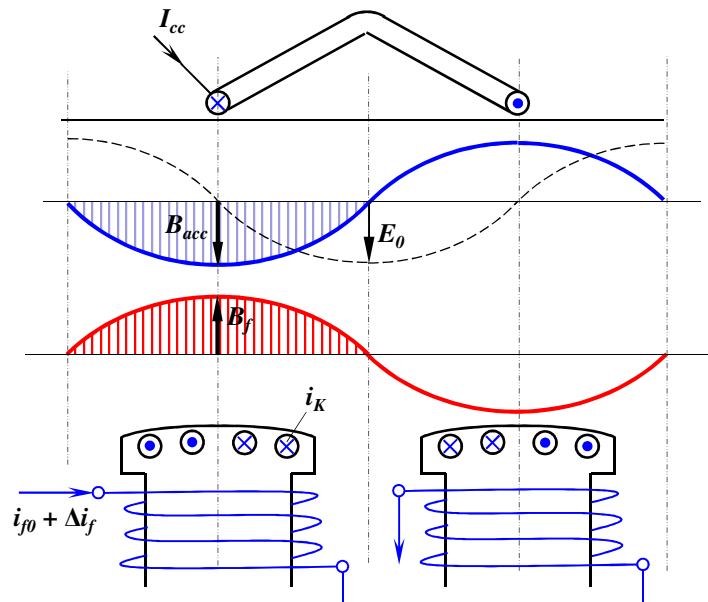 I_cc
B_acc
E_0
B_f
i_K
i_f0 + Δi_f